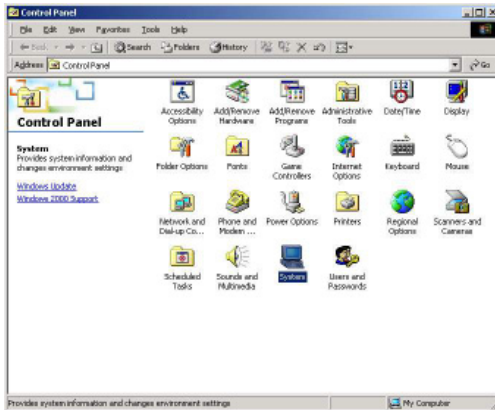 Control Panel
File Edit View Favorites Tools Help
Back Search Folders History
Address Control Panel Go
Control Panel
System
Provides system information and
changes environment settings
Windows Update
Windows 2000 Support
Accessibility Options
Add/Remove Hardware
Add/Remove Programs
Administrative Tools
Date/Time
Display
Folder Options
Fonts
Game Controllers
Internet Options
Keyboard
Mouse
Network and Dial-up Co...
Phone and Modem ...
Power Options
Printers
Regional Options
Scanners and Cameras
Scheduled Tasks
Sounds and Multimedia
System
Users and Passwords
Provides system information and changes environment settings
My Computer